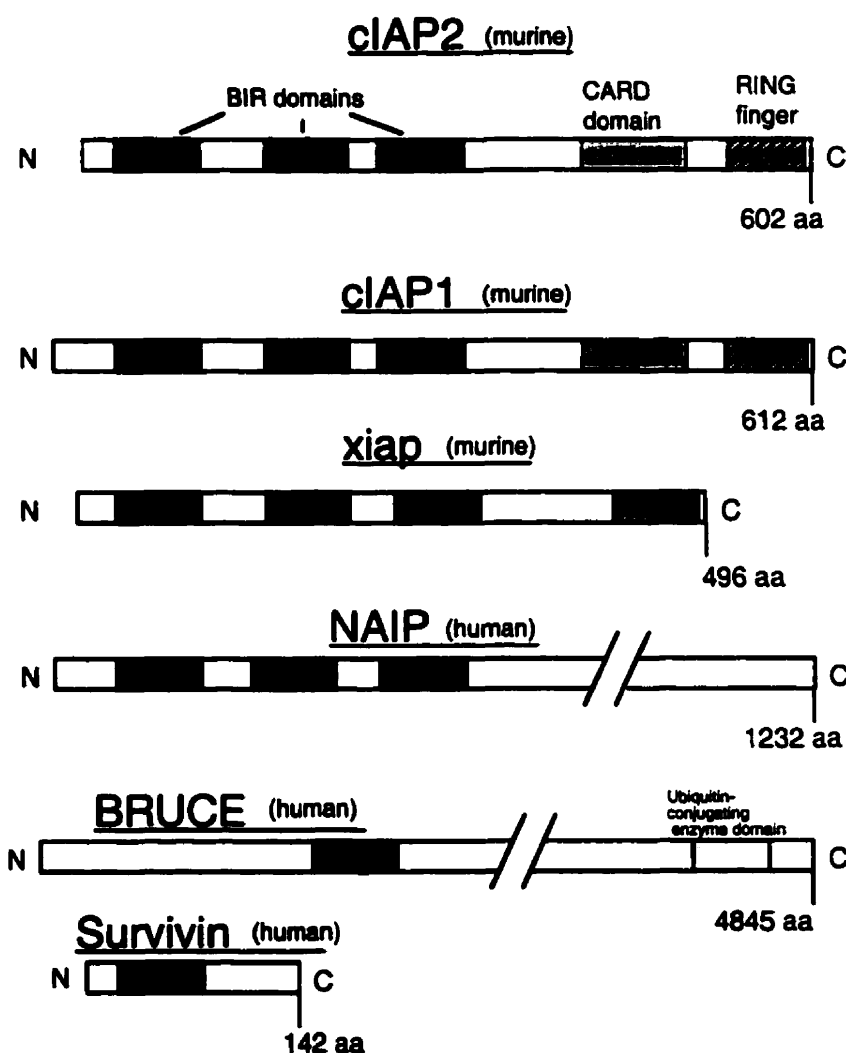 cIAP2 (murine)
BIR domains
CARD
domain
RING
finger
N
C
602 aa
cIAP1 (murine)
N
C
612 aa
xiap (murine)
N
C
496 aa
NAIP (human)
N
C
1232 aa
BRUCE (human)
Ubiquitin-
conjugating
enzyme domain
N
C
4845 aa
Survivin (human)
N
C
142 aa